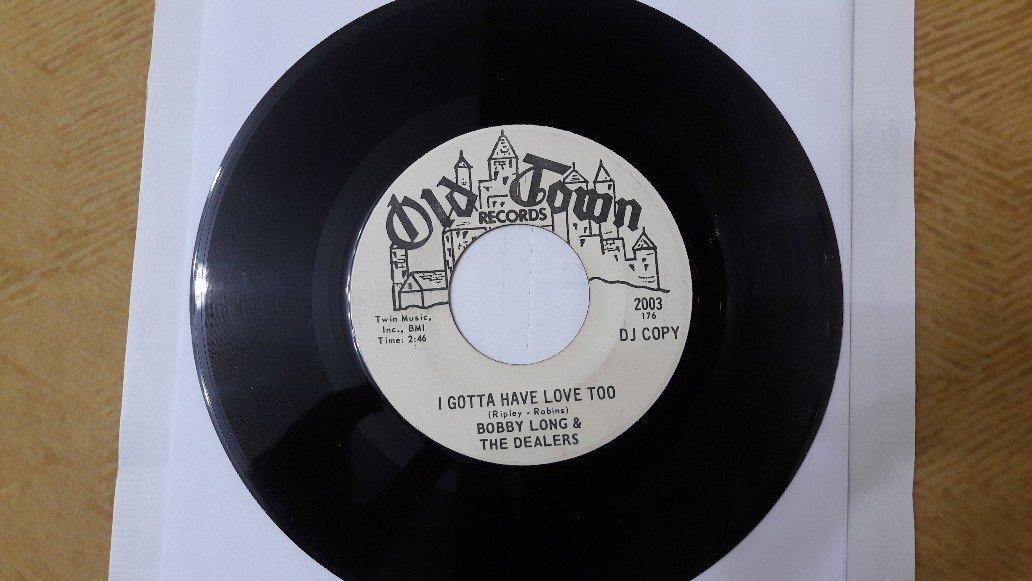 Old Town
RECORDS
Twin Music,
Inc., BMI
Time: 2:46
2003
176
DJ COPY
I GOTTA HAVE LOVE TOO
(Ripley - Robins)
BOBBY LONG &
THE DEALERS